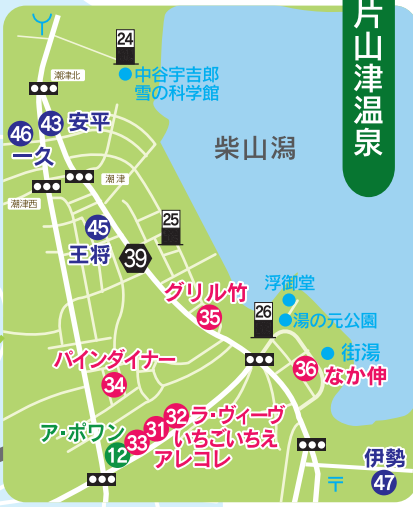 片山津温泉
24
潮津北
中谷宇吉郎
雪の科学館
43 安平
46
一久
柴山潟
潮津
潮津西
25
45
王将
39
浮御堂
グリル竹
35
26
湯の元公園
街湯
パインダイナー
34
36
なか伸
32 ラ・ヴィーヴ
ア・ポワン
31 いちごいちえ
33
12
アレコレ
伊勢
〒
47